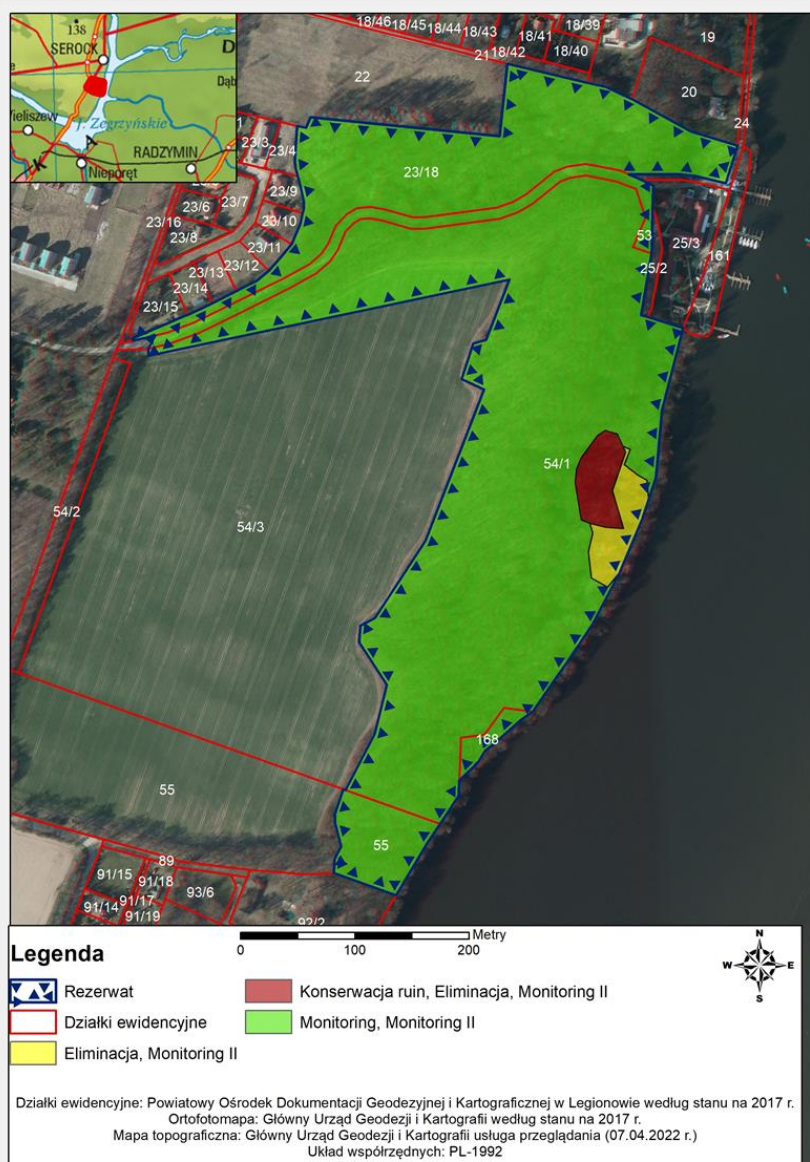 138
SEROCK
D
Dąb
Wieliszew
J. Zegrzyńskie
RADZYMIN
K
A
Nieporęt
18/46
18/45
18/44
18/43
18/41
18/39
18/42
18/40
21
19
22
20
24
1
23/3
23/4
23/18
23/9
23/6
23/7
23/16
23/10
23/8
23/11
23/12
23/13
23/14
23/15
53
25/3
25/2
161
54/1
54/2
54/3
168
55
55
89
91/15
91/18
93/6
91/17
91/14
91/19
92/2
Legenda
Metry
0 100 200
N
W E
S
Rezerwat
Działki ewidencyjne
Eliminacja, Monitoring II
Konserwacja ruin, Eliminacja, Monitoring II
Monitoring, Monitoring II
Działki ewidencyjne: Powiatowy Ośrodek Dokumentacji Geodezyjnej i Kartograficznej w Legionowie według stanu na 2017 r.
Ortofotomapa: Główny Urząd Geodezji i Kartografii według stanu na 2017 r.
Mapa topograficzna: Główny Urząd Geodezji i Kartografii usługa przeglądania (07.04.2022 r.)
Układ współrzędnych: PL-1992